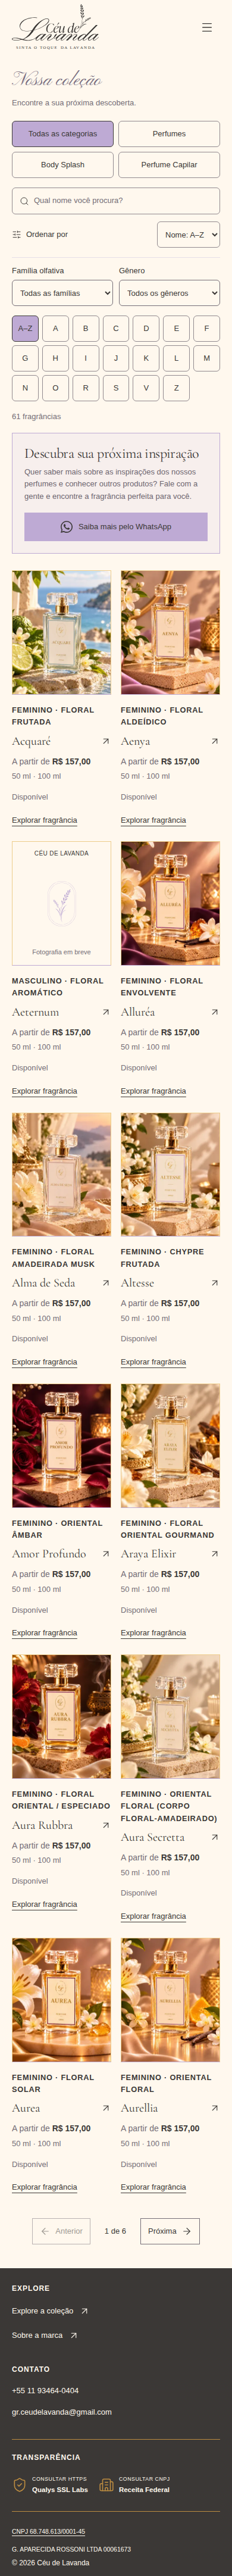 Céu de
Lavanda
SINTA O TOQUE DA LAVANDA
Nossa coleção
Encontre a sua próxima descoberta.
Todas as categorias
Perfumes
Body Splash
Perfume Capilar
Qual nome você procura?
Ordenar por
Nome: A–Z
Família olfativa
Gênero
Todas as famílias
Todos os gêneros
A–Z A B C D E F
G H I J K L M
N O R S V Z
61 fragrâncias
Descubra sua próxima inspiração
Quer saber mais sobre as inspirações dos nossos
perfumes e conhecer outros produtos? Fale com a
gente e encontre a fragrância perfeita para você.
Saiba mais pelo WhatsApp
ACQUARÉ
FEMININO · FLORAL
FRUTADA
Acquaré
A partir de R$ 157,00
50 ml · 100 ml
Disponível
Explorar fragrância
AENYA
FEMININO · FLORAL
ALDEÍDICO
Aenya
A partir de R$ 157,00
50 ml · 100 ml
Disponível
Explorar fragrância
CÉU DE LAVANDA
Fotografia em breve
MASCULINO · FLORAL
AROMÁTICO
Aeternum
A partir de R$ 157,00
50 ml · 100 ml
Disponível
Explorar fragrância
ALLURÉA
FEMININO · FLORAL
ENVOLVENTE
Alluréa
A partir de R$ 157,00
50 ml · 100 ml
Disponível
Explorar fragrância
FEMININO · FLORAL
AMADEIRADA MUSK
Alma de Seda
A partir de R$ 157,00
50 ml · 100 ml
Disponível
Explorar fragrância
ALTESSE
FEMININO · CHYPRE
FRUTADA
Altesse
A partir de R$ 157,00
50 ml · 100 ml
Disponível
Explorar fragrância
AMOR
PROFUNDO
FEMININO · ORIENTAL
ÂMBAR
Amor Profundo
A partir de R$ 157,00
50 ml · 100 ml
Disponível
Explorar fragrância
ARAYA
ELIXIR
FEMININO · FLORAL
ORIENTAL GOURMAND
Araya Elixir
A partir de R$ 157,00
50 ml · 100 ml
Disponível
Explorar fragrância
AURA
RUBBRA
FEMININO · FLORAL
ORIENTAL / ESPECIADO
Aura Rubbra
A partir de R$ 157,00
50 ml · 100 ml
Disponível
Explorar fragrância
AURA
SECRETTA
FEMININO · ORIENTAL
FLORAL (CORPO
FLORAL-AMADEIRADO)
Aura Secretta
A partir de R$ 157,00
50 ml · 100 ml
Disponível
Explorar fragrância
AUREA
FEMININO · FLORAL
SOLAR
Aurea
A partir de R$ 157,00
50 ml · 100 ml
Disponível
Explorar fragrância
AURELLIA
FEMININO · ORIENTAL
FLORAL
Aurellia
A partir de R$ 157,00
50 ml · 100 ml
Disponível
Explorar fragrância
Anterior
1 de 6
Próxima
EXPLORE
Explore a coleção
Sobre a marca
CONTATO
+55 11 93464-0404
gr.ceudelavanda@gmail.com
TRANSPARÊNCIA
CONSULTAR HTTPS
Qualys SSL Labs
CONSULTAR CNPJ
Receita Federal
CNPJ 68.748.613/0001-45
G. APARECIDA ROSSONI LTDA 00061673
© 2026 Céu de Lavanda